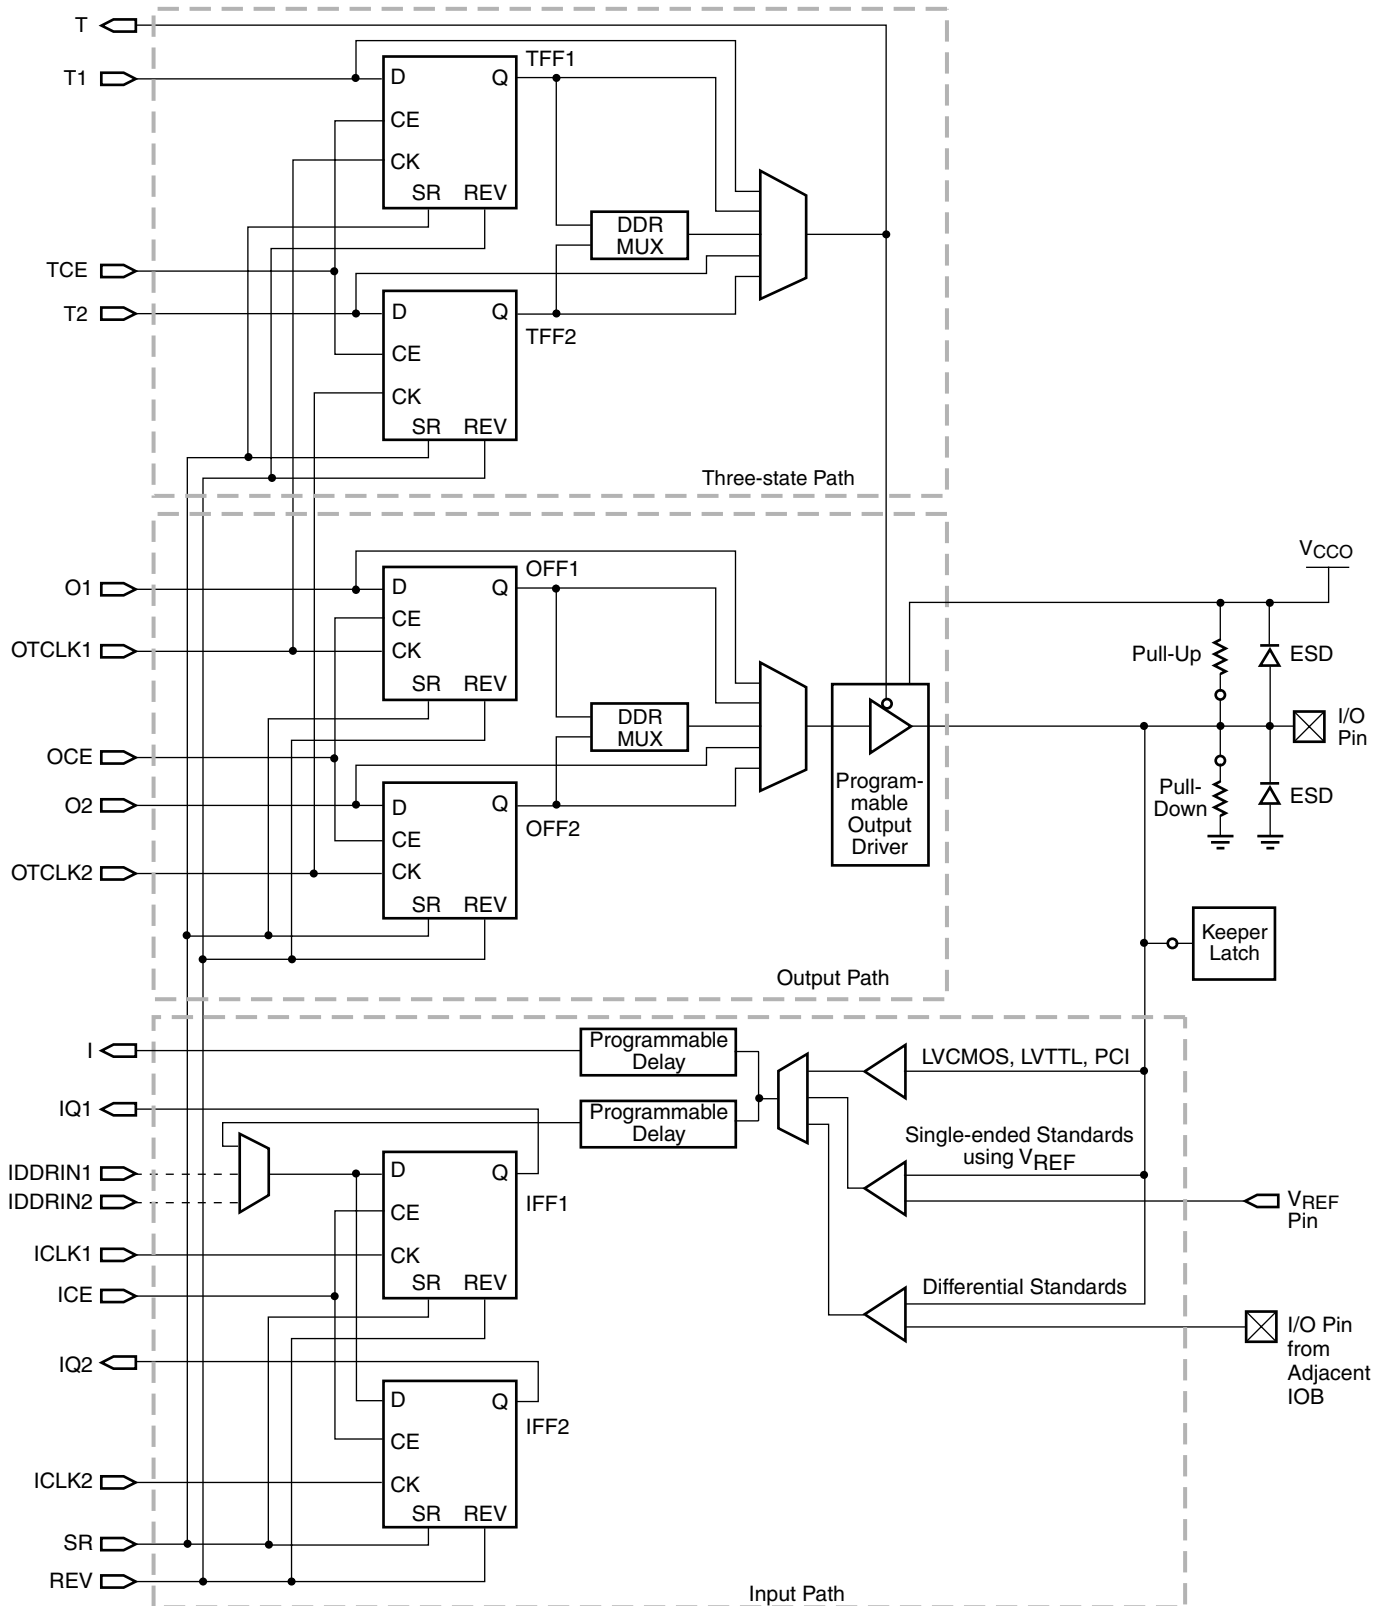 T
T1
D
Q
TFF1
CE
CK
SR REV
DDR
MUX
TCE
T2
D
Q
TFF2
CE
CK
SR REV
Three-state Path
O1
D
Q
OFF1
CE
OTCLK1
CK
SR REV
DDR
MUX
OCE
O2
D
Q
OFF2
CE
OTCLK2
CK
SR REV
Program-
mable
Output
Driver
Output Path
VCCO
Pull-Up
ESD
I/O
Pin
Pull-
Down
ESD
Keeper
Latch
I
Programmable
Delay
LVCMOS, LVTTL, PCI
IQ1
Programmable
Delay
Single-ended Standards
using VREF
IDDRIN1
IDDRIN2
D
Q
IFF1
CE
VREF
Pin
ICLK1
CK
SR REV
ICE
Differential Standards
I/O Pin
from
Adjacent
IOB
IQ2
D
Q
IFF2
CE
ICLK2
CK
SR REV
SR
REV
Input Path